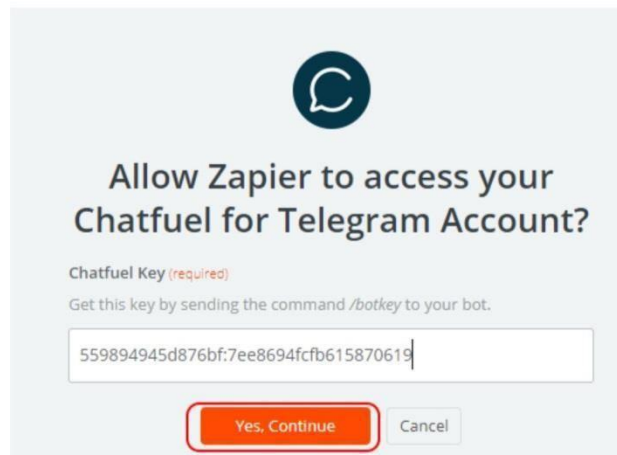 Allow Zapier to access your
Chatfuel for Telegram Account?
Chatfuel Key (required)
Get this key by sending the command /botkey to your bot.
559894945d876bf:7ee8694fcfb615870619
Yes, Continue
Cancel